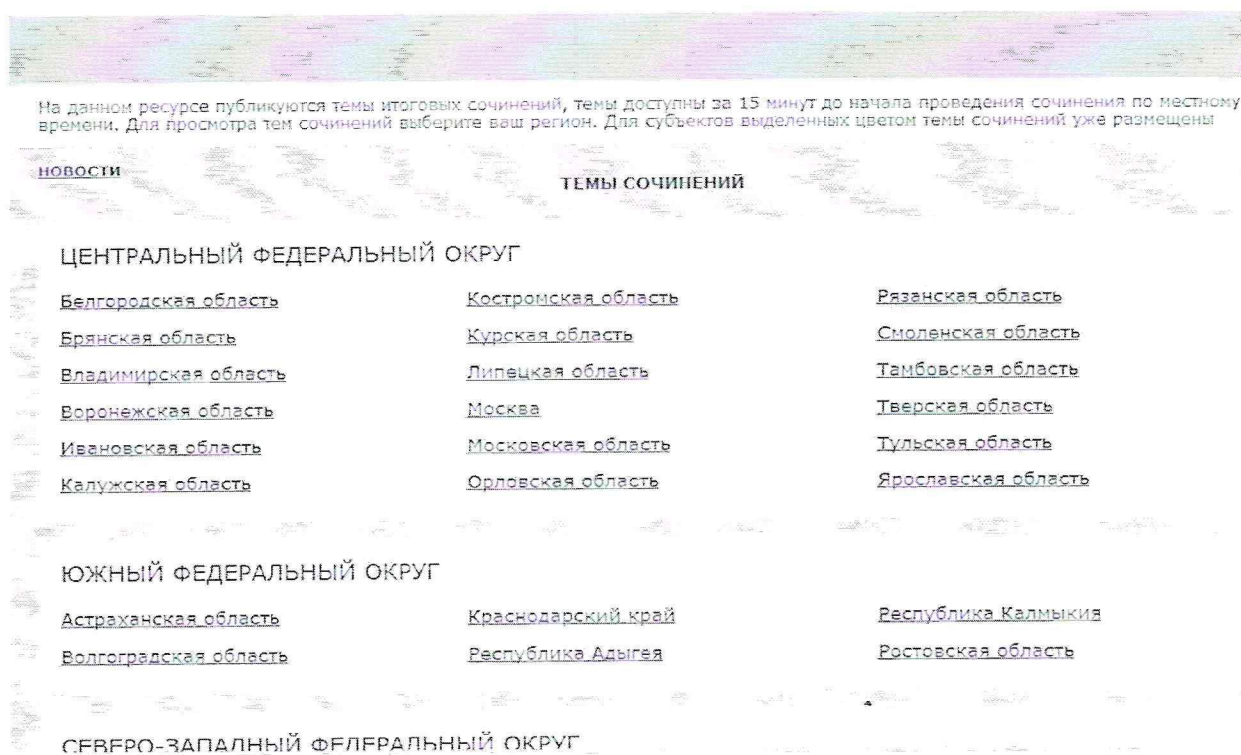 На данном ресурсе публикуются темы итоговых сочинений, темы доступны за 15 минут до начала проведения сочинения по местному
времени. Для просмотра тем сочинений выберите ваш регион. Для субъектов выделенных цветом темы сочинений уже размещены
НОВОСТИ
ТЕМЫ СОЧИНЕНИЙ
ЦЕНТРАЛЬНЫЙ ФЕДЕРАЛЬНЫЙ ОКРУГ
Белгородская область Костромская область Рязанская область
Брянская область Курская область Смоленская область
Владимирская область Липецкая область Тамбовская область
Воронежская область Москва Тверская область
Ивановская область Московская область Тульская область
Калужская область Орловская область Ярославская область
ЮЖНЫЙ ФЕДЕРАЛЬНЫЙ ОКРУГ
Астраханская область Краснодарский край Республика Калмыкия
Волгоградская область Республика Адыгея Ростовская область
СЕВЕРО-ЗАПАДНЫЙ ФЕДЕРАЛЬНЫЙ ОКРУГ